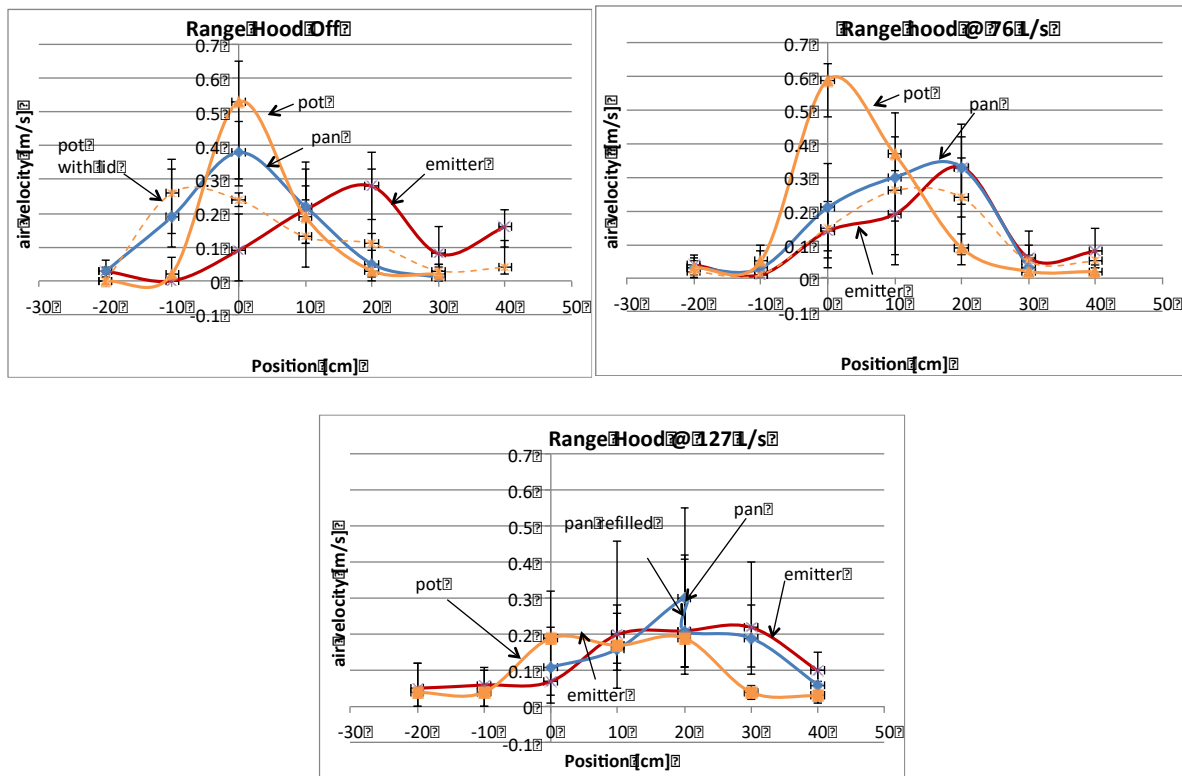 Range Hood Off
0.7
0.6
0.5
0.4
0.3
0.2
0.1
0
-0.1
-30 -20 -10 0 10 20 30 40 50
air velocity [m/s]
Position [cm]
pot
pan
pot
with lid
emitter
Range hood @ 76 L/s
0.7
0.6
0.5
0.4
0.3
0.2
0.1
0
-0.1
-30 -20 -10 0 10 20 30 40 50
air velocity [m/s]
Position [cm]
pot
pan
emitter
Range Hood @ 127 L/s
0.7
0.6
0.5
0.4
0.3
0.2
0.1
0
-0.1
-30 -20 -10 0 10 20 30 40 50
air velocity [m/s]
Position [cm]
pan refilled
pan
pot
emitter
emitter